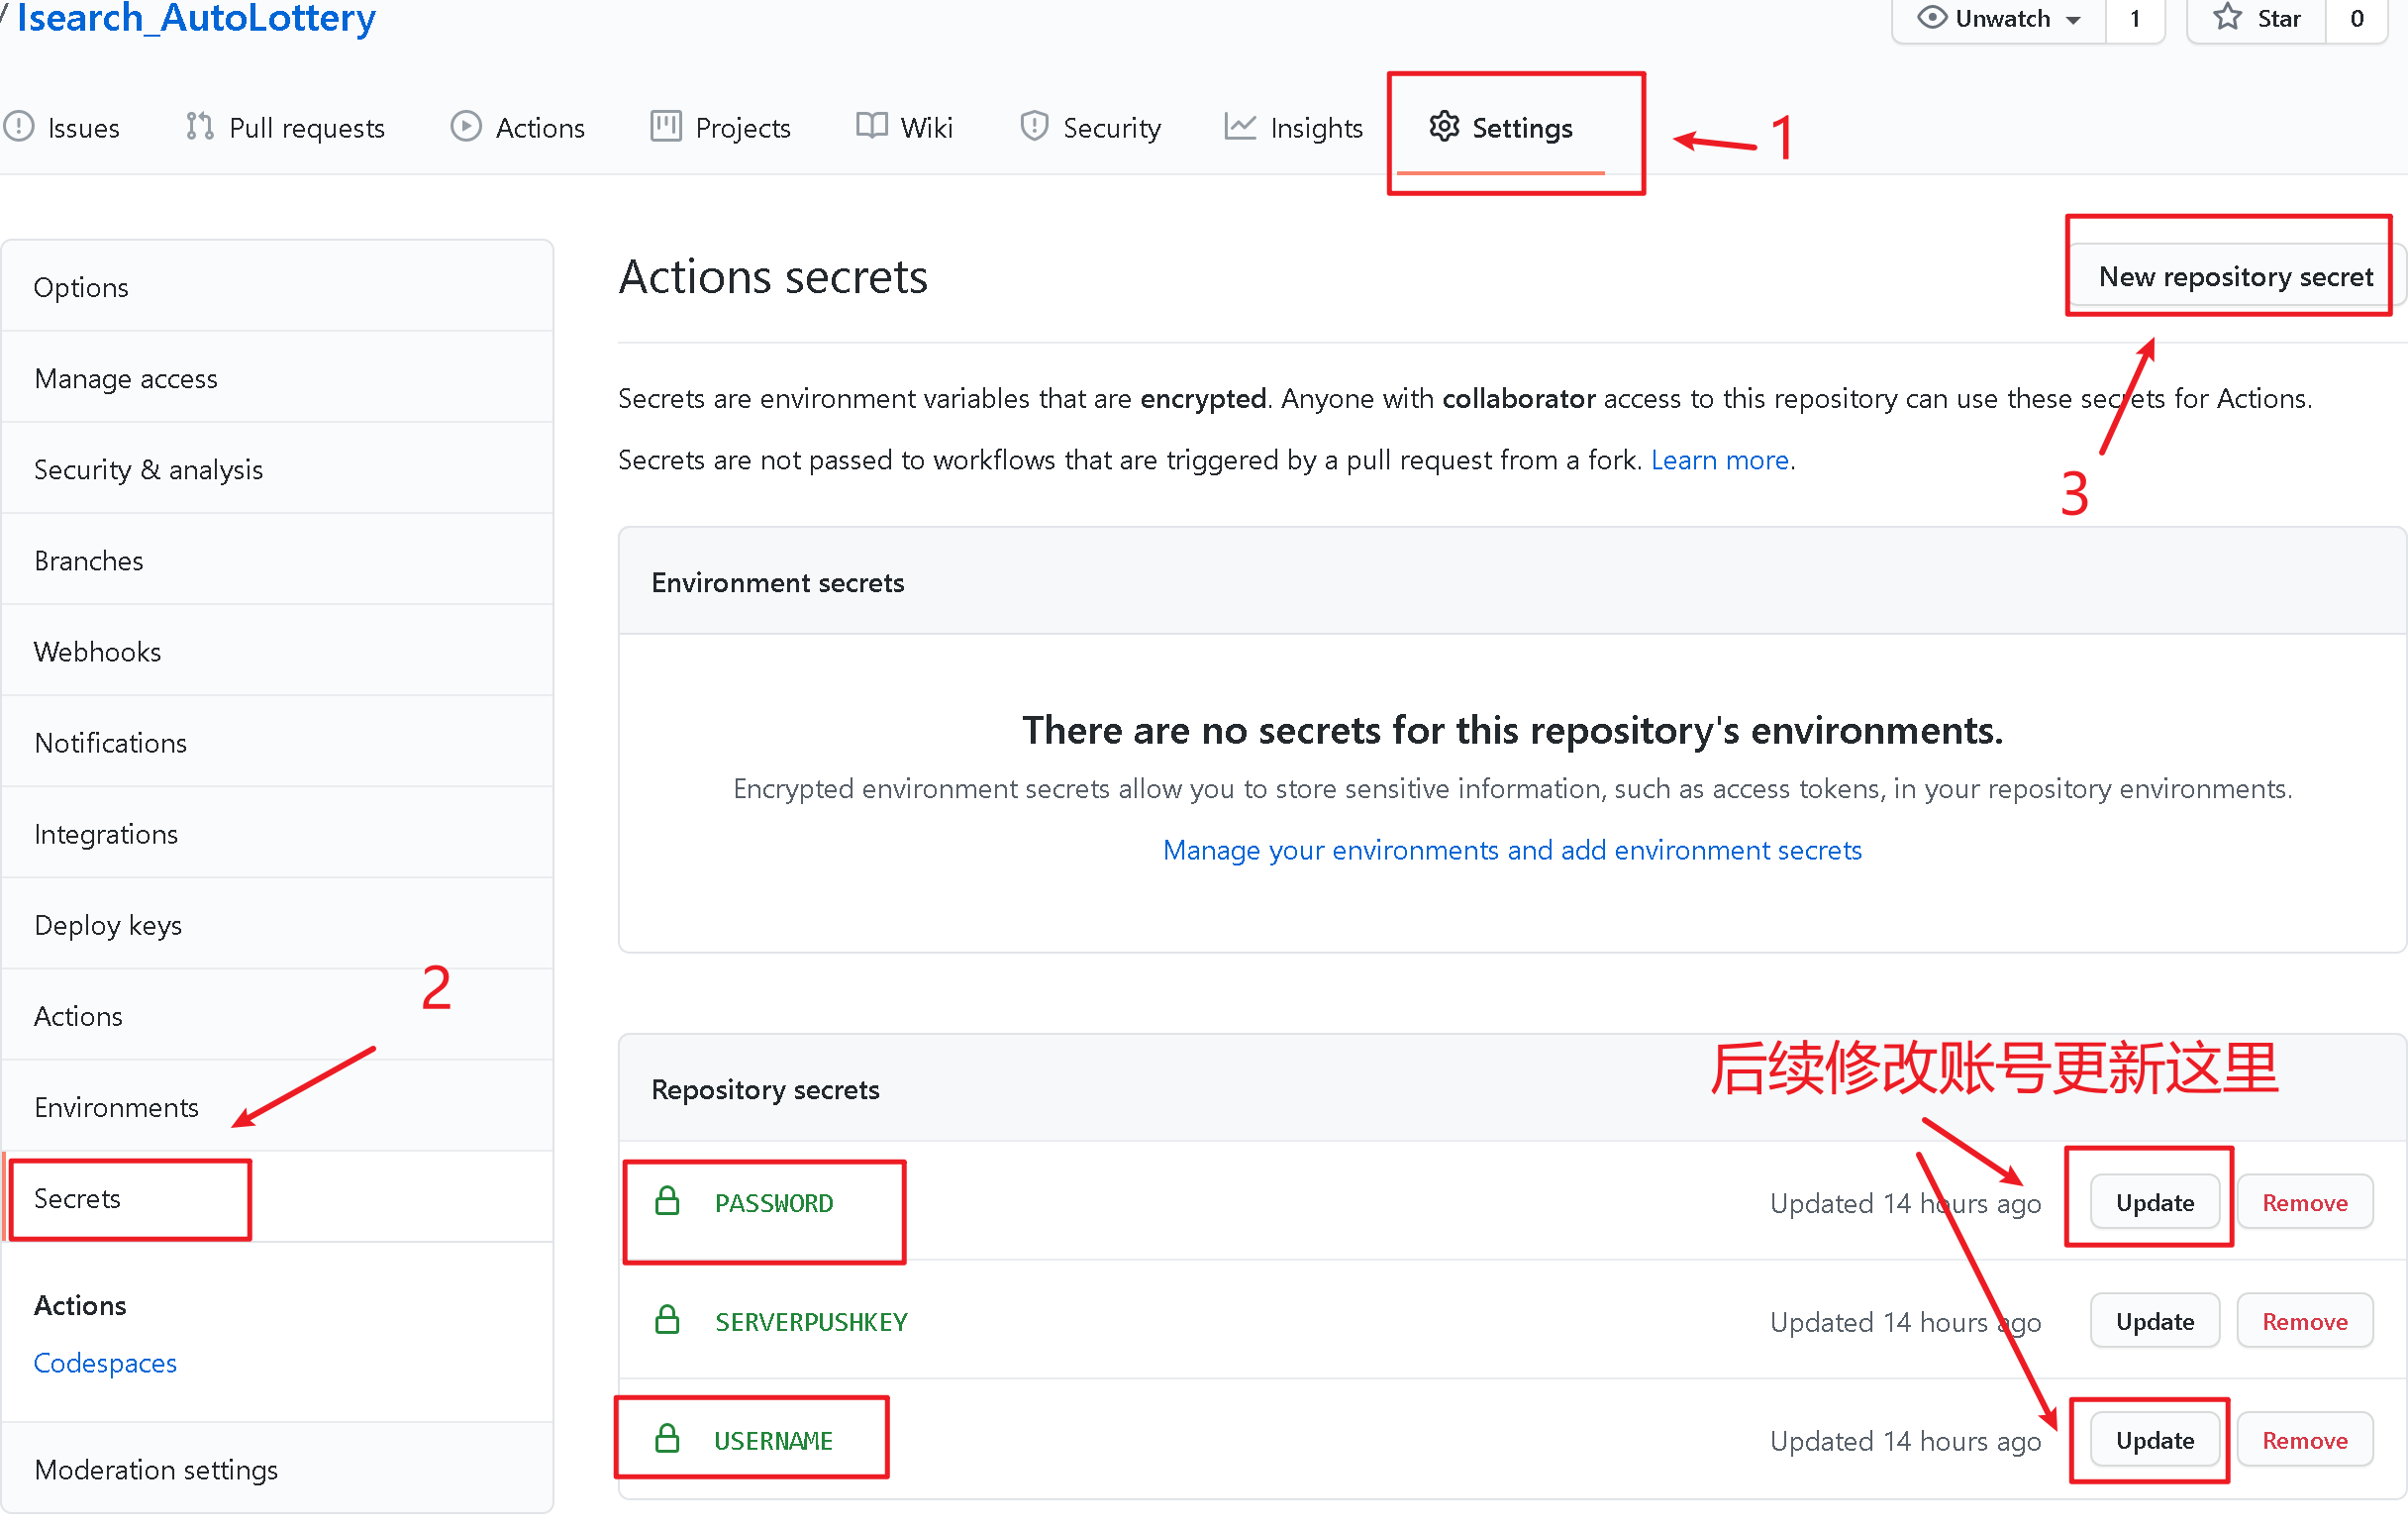 / Isearch_AutoLottery
Unwatch 1 Star 0
Issues Pull requests Actions Projects Wiki Security Insights Settings 1
Options
Manage access
Security & analysis
Branches
Webhooks
Notifications
Integrations
Deploy keys
Actions
Environments
2
Secrets
Actions
Codespaces
Moderation settings
Actions secrets
New repository secret
3
Secrets are environment variables that are encrypted. Anyone with collaborator access to this repository can use these secrets for Actions.
Secrets are not passed to workflows that are triggered by a pull request from a fork. Learn more.
Environment secrets
There are no secrets for this repository's environments.
Encrypted environment secrets allow you to store sensitive information, such as access tokens, in your repository environments.
Manage your environments and add environment secrets
Repository secrets
后续修改账号更新这里
PASSWORD Updated 14 hours ago Update Remove
SERVERPUSHKEY Updated 14 hours ago Update Remove
USERNAME Updated 14 hours ago Update Remove